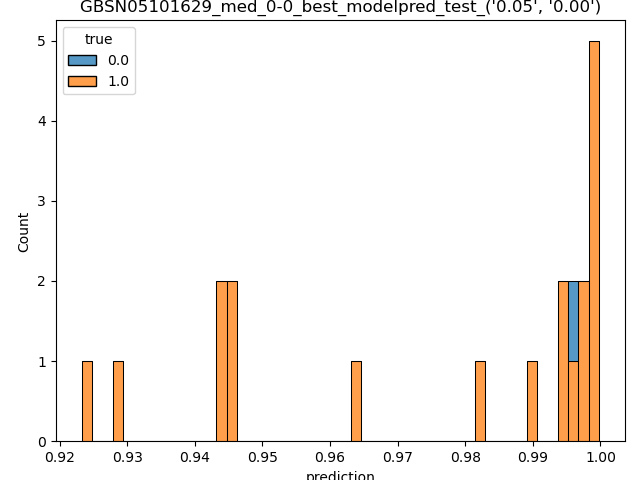 GBSN05101629_med_0-0_best_modelpred_test_('0.05', '0.00')
true
0.0
1.0
5
4
3
2
1
0
Count
0.92 0.93 0.94 0.95 0.96 0.97 0.98 0.99 1.00
prediction